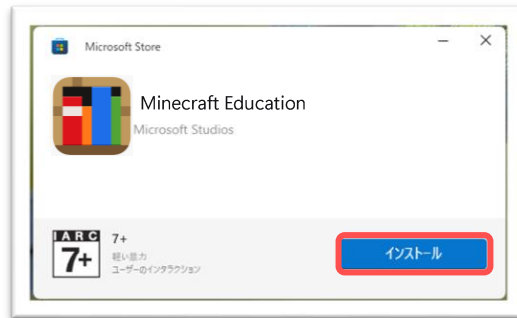 Microsoft Store
Minecraft Education
Microsoft Studios
IARC
7+
7+
軽い暴力
ユーザーのインタラクション
インストール